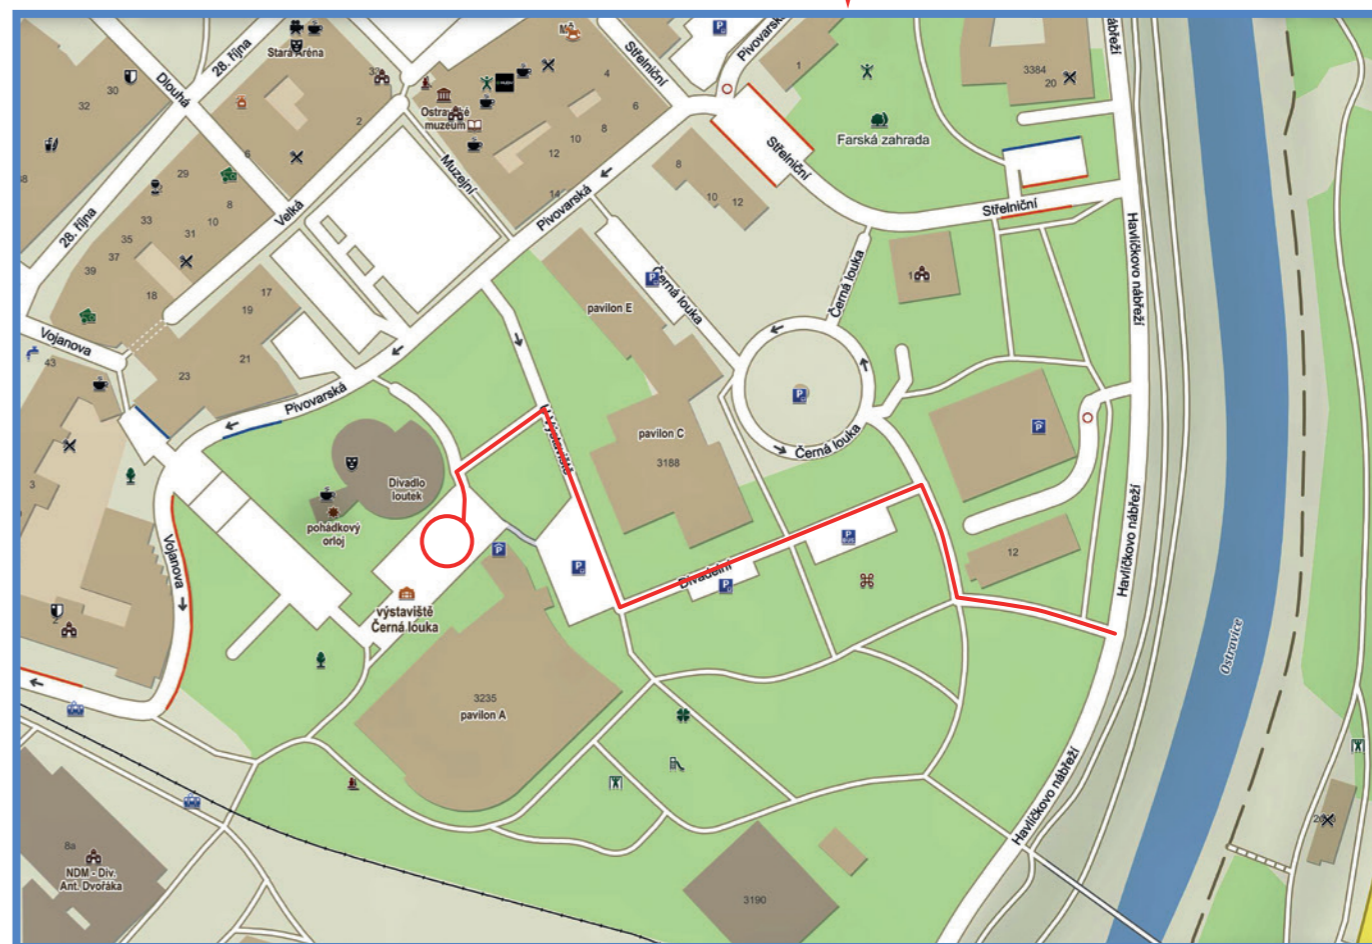 28. října
Stará Aréna
Střelniční
Pivovarská
Havlíčkovo nábřeží
Dlouhá
30
32
33
2
4
6
8
10
12
14
1
3384
20
Ostravské
muzeum
Farská zahrada
Střelniční
Muzejní
6
29
33
35
37
39
31
10
8
28. října
Velká
Pivovarská
8
10
12
Střelniční
Havlíčkovo nábřeží
18
17
19
21
23
Vojanova
43
pavilon E
Černá louka
Černá louka
Pivovarská
U Výstaviště
pavilon C
3188
Černá louka
Divadlo
loutek
pohádkový
orloj
3
Vojanova
Havlíčkovo nábřeží
12
Divadelní
BUS
výstaviště
Černá louka
2
3235
pavilon A
Ostravice
Havlíčkovo nábřeží
8a
NDM - Div.
Ant. Dvořáka
3190